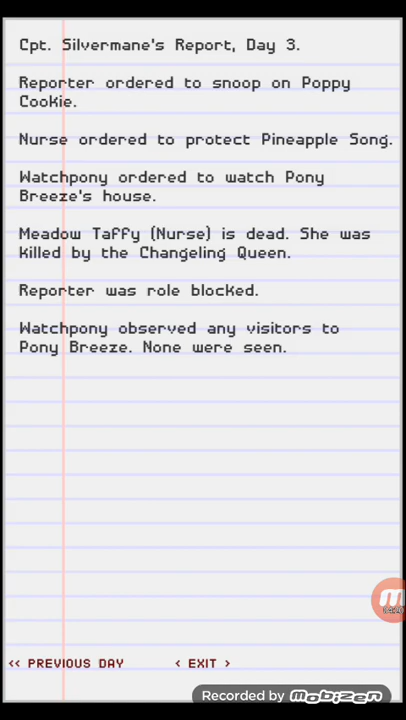 Cpt. Silvermane's Report, Day 3.
Reporter ordered to snoop on Poppy
Cookie.
Nurse ordered to protect Pineapple Song.
Watchpony ordered to watch Pony
Breeze's house.
Meadow Taffy (Nurse) is dead. She was
killed by the Changeling Queen.
Reporter was role blocked.
Watchpony observed any visitors to
Pony Breeze. None were seen.
<< PREVIOUS DAY < EXIT >
Recorded by Mobizen